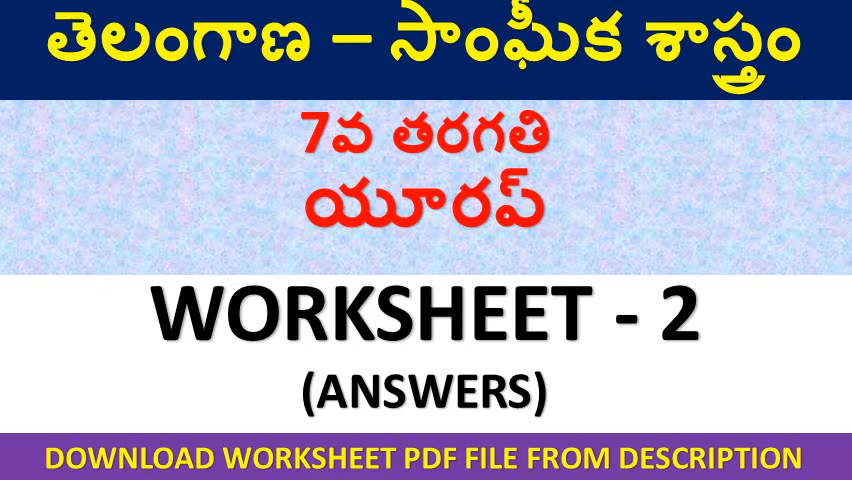 తెలంగాణ – సాంఘీక శాస్త్రం
7వ తరగతి
యూరప్
WORKSHEET - 2
(ANSWERS)
DOWNLOAD WORKSHEET PDF FILE FROM DESCRIPTION